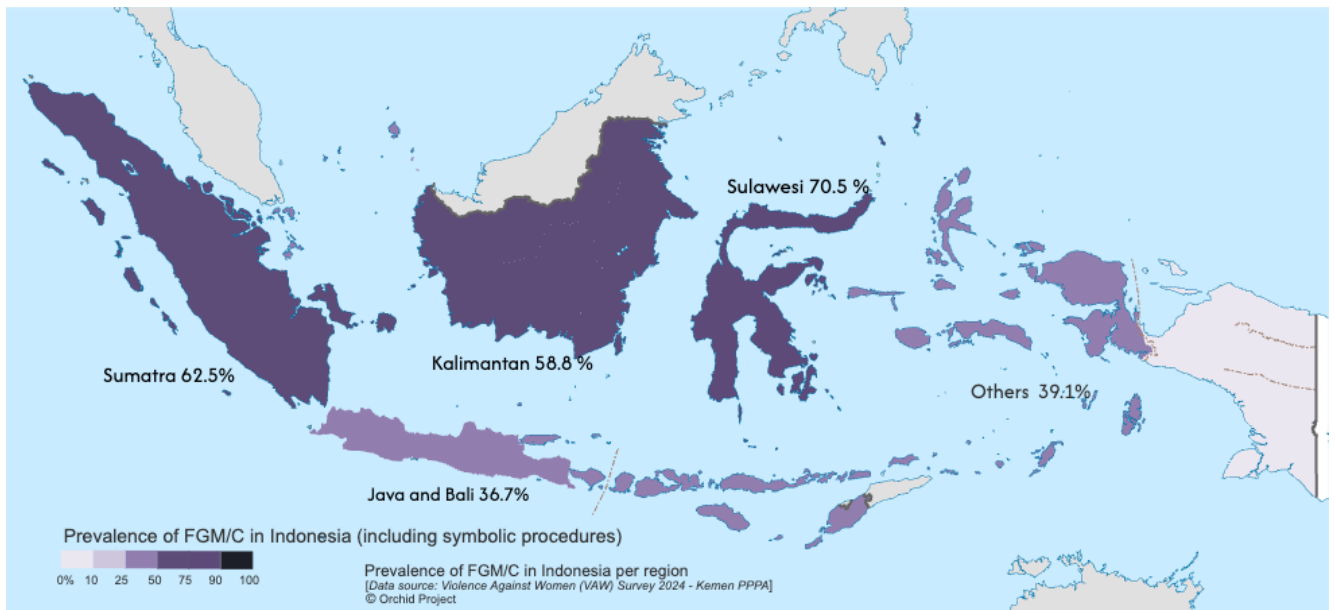 Sulawesi 70.5 %
Kalimantan 58.8 %
Sumatra 62.5%
Others 39.1%
Java and Bali 36.7%
Prevalence of FGM/C in Indonesia (including symbolic procedures)
0% 10 25 50 75 90 100
Prevalence of FGM/C in Indonesia per region
[Data source: Violence Against Women (VAW) Survey 2024 - Kemen PPPA]
© Orchid Project